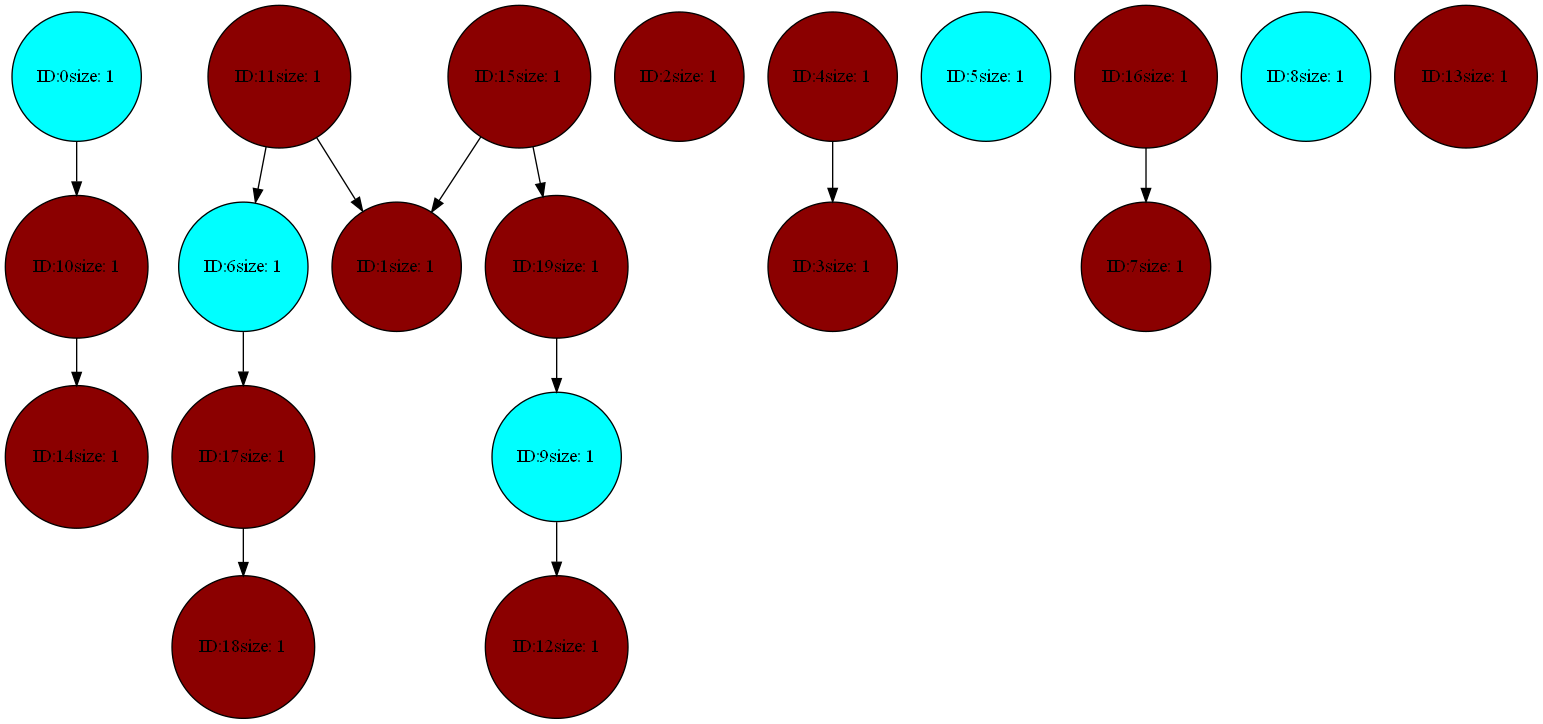 ID:0size: 1
ID:11size: 1
ID:15size: 1
ID:2size: 1
ID:4size: 1
ID:5size: 1
ID:16size: 1
ID:8size: 1
ID:13size: 1
ID:10size: 1
ID:6size: 1
ID:1size: 1
ID:19size: 1
ID:3size: 1
ID:7size: 1
ID:14size: 1
ID:17size: 1
ID:9size: 1
ID:18size: 1
ID:12size: 1